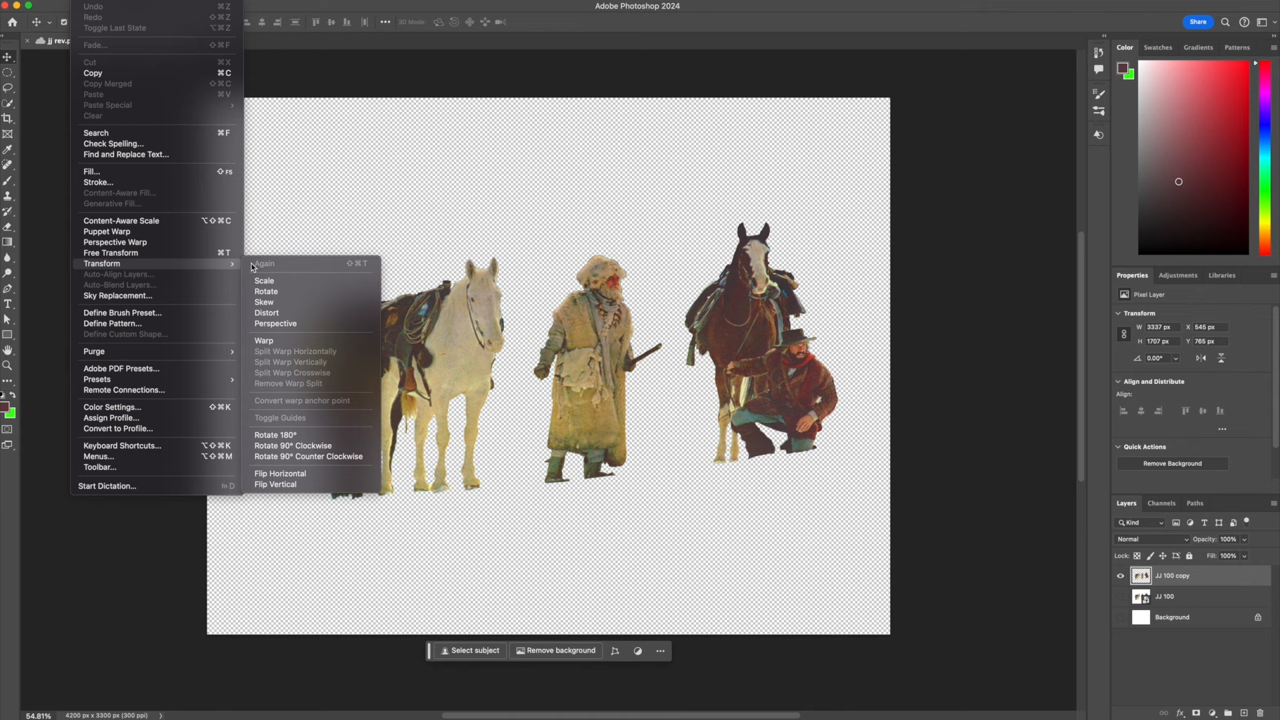 Adobe Photoshop 2024
3D Mode:
Share
jj rev.p
Undo ⌘Z
Redo ⇧⌘Z
Toggle Last State ⌥⌘Z
Fade... ⇧⌘F
Cut ⌘X
Copy ⌘C
Copy Merged ⇧⌘C
Paste ⌘V
Paste Special
Clear
Search ⌘F
Check Spelling...
Find and Replace Text...
Fill... ⇧F5
Stroke...
Content-Aware Fill...
Generative Fill...
Content-Aware Scale ⌥⇧⌘C
Puppet Warp
Perspective Warp
Free Transform ⌘T
Transform
Auto-Align Layers...
Auto-Blend Layers...
Sky Replacement...
Define Brush Preset...
Define Pattern...
Define Custom Shape...
Purge
Adobe PDF Presets...
Presets
Remote Connections...
Color Settings... ⇧⌘K
Assign Profile...
Convert to Profile...
Keyboard Shortcuts... ⌥⇧⌘K
Menus... ⌥⇧⌘M
Toolbar...
Start Dictation... fn D
Again ⇧⌘T
Scale
Rotate
Skew
Distort
Perspective
Warp
Split Warp Horizontally
Split Warp Vertically
Split Warp Crosswise
Remove Warp Split
Convert warp anchor point
Toggle Guides
Rotate 180°
Rotate 90° Clockwise
Rotate 90° Counter Clockwise
Flip Horizontal
Flip Vertical
Select subject
Remove background
Color Swatches Gradients Patterns
Properties Adjustments Libraries
Pixel Layer
Transform
W 3337 px X 545 px
H 1707 px Y 765 px
0.00°
Align and Distribute
Align:
Quick Actions
Remove Background
Layers Channels Paths
Kind
Normal Opacity: 100%
Lock: Fill: 100%
JJ 100 copy
JJ 100
Background
54.81% 4200 px x 3300 px (300 ppi)